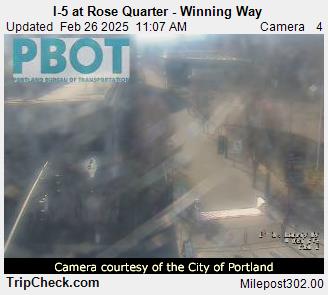 I-5 at Rose Quarter - Winning Way
Updated Feb 26 2025 11:07 AM Camera 4
PBOT
PORTLAND BUREAU OF TRANSPORTATION
Camera courtesy of the City of Portland
TripCheck.com Milepost302.00